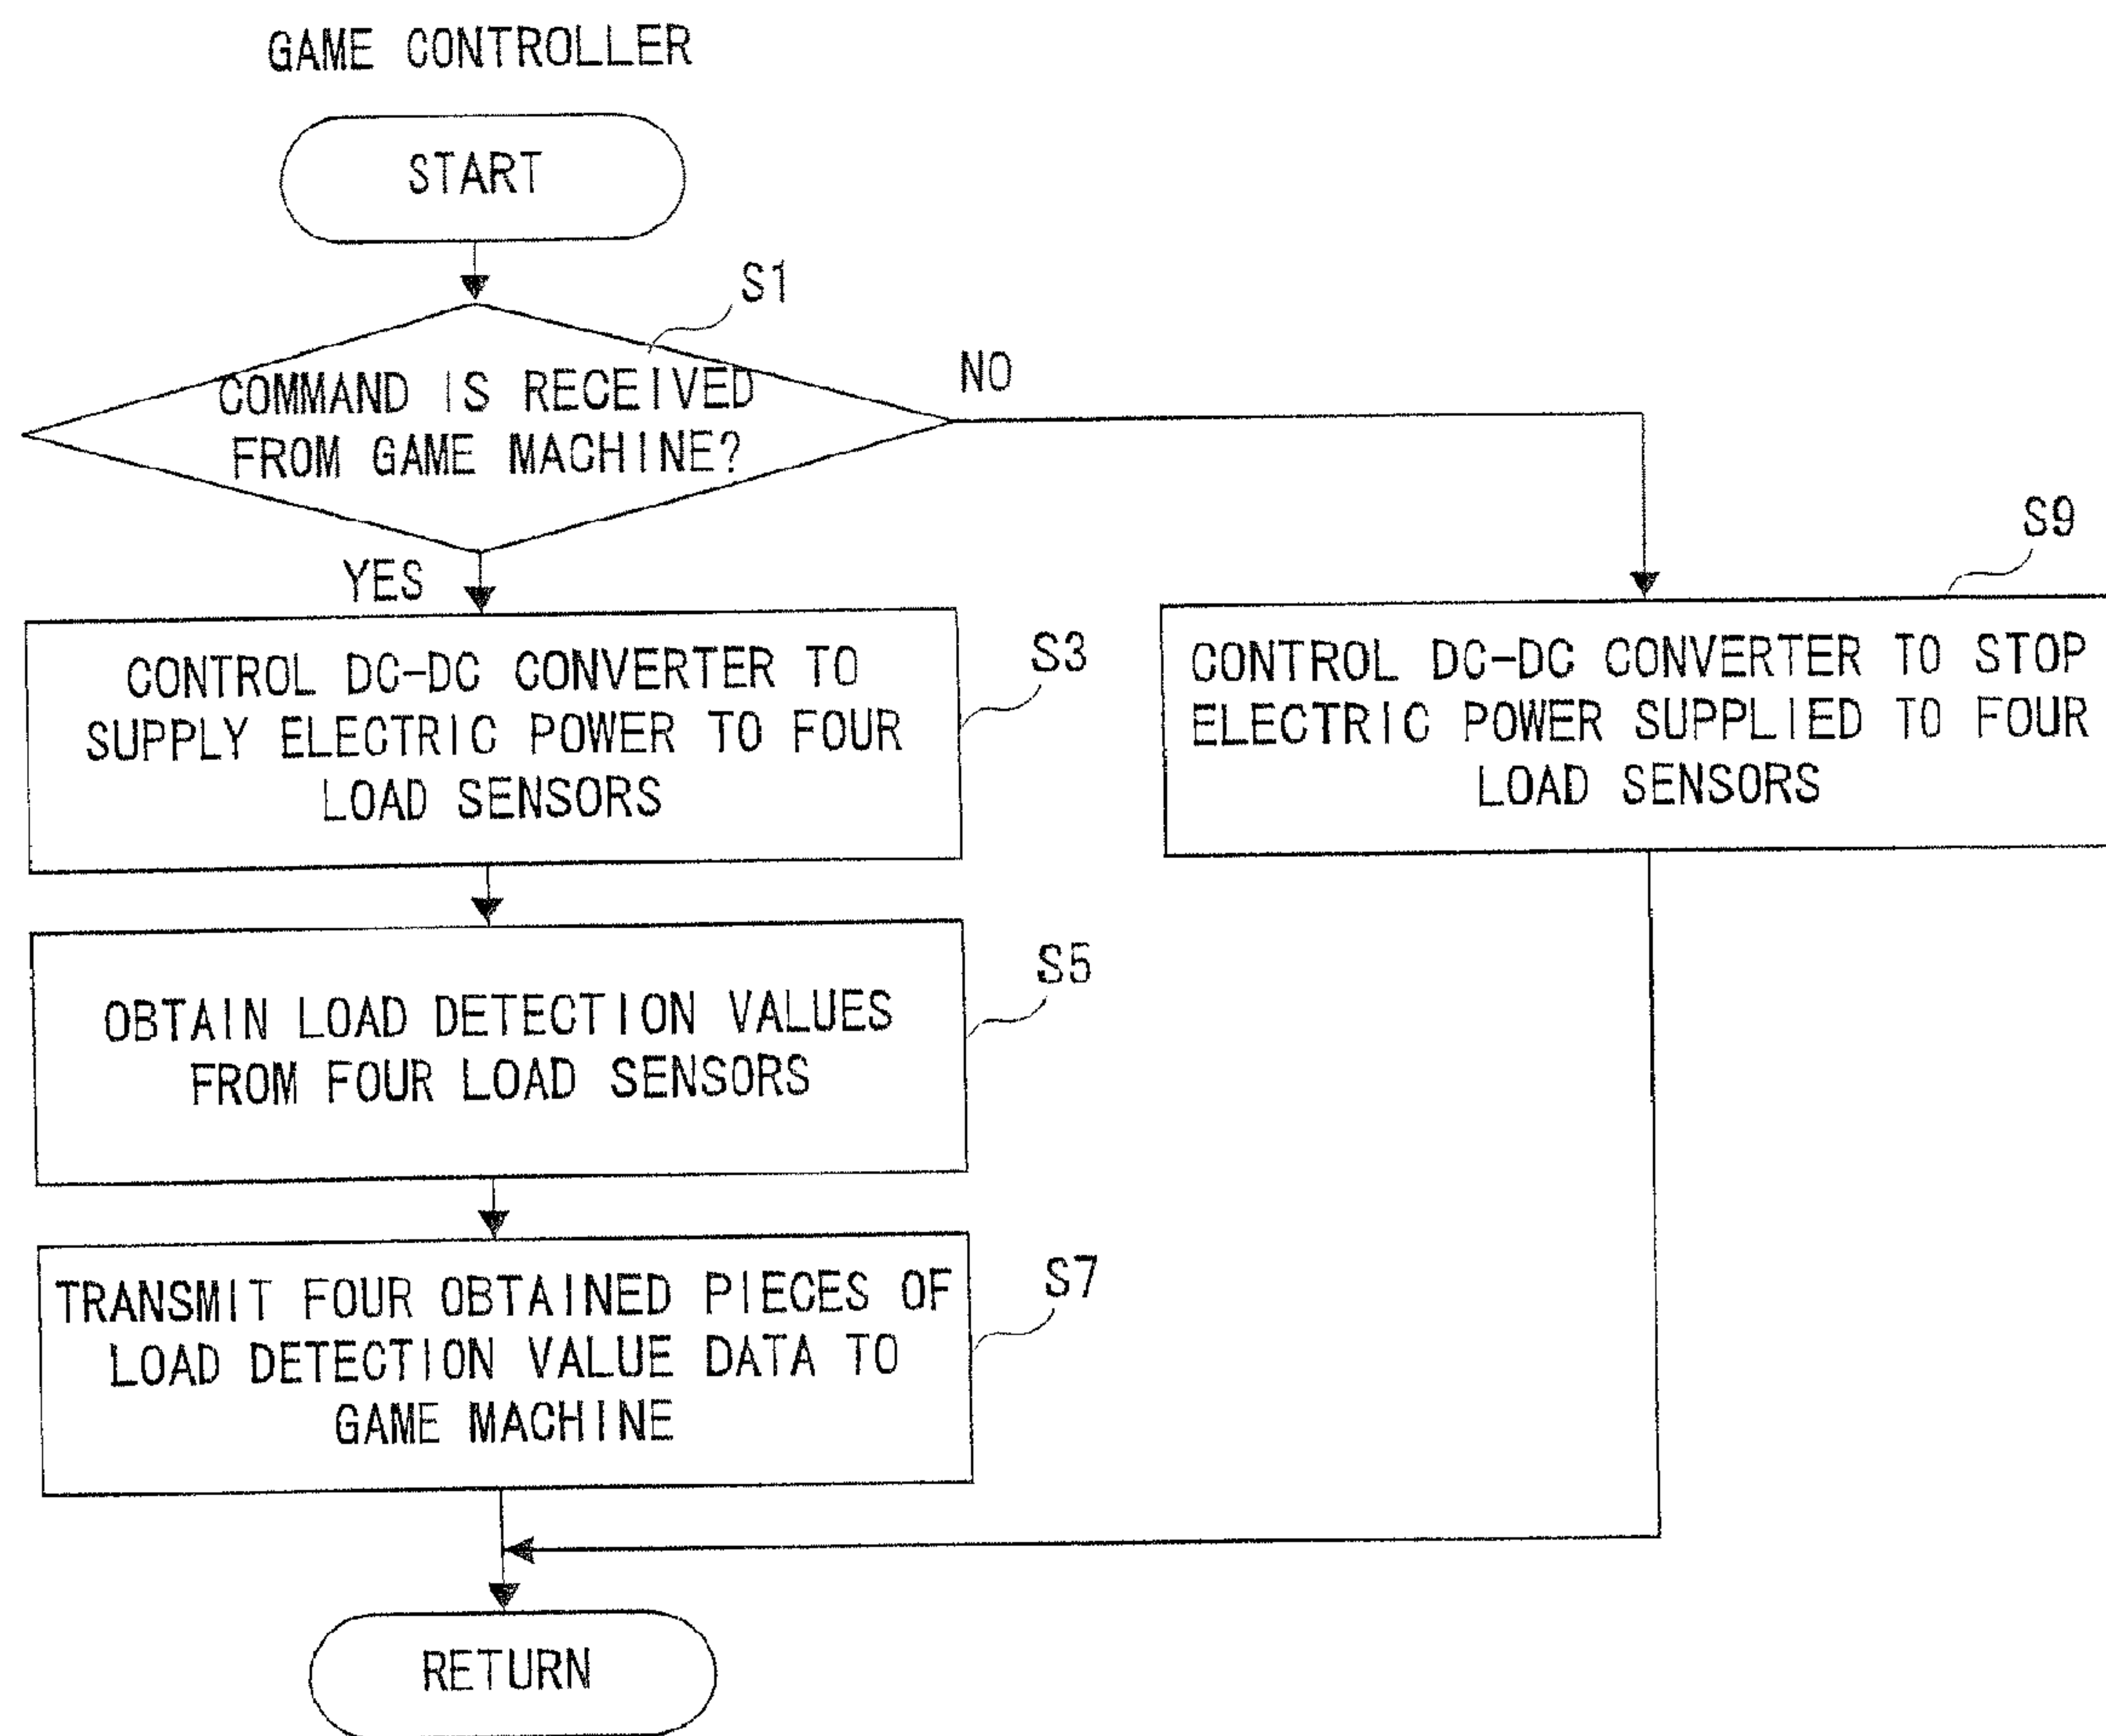 GAME CONTROLLER
START
S1
COMMAND IS RECEIVED
FROM GAME MACHINE?
NO
YES
S3
CONTROL DC-DC CONVERTER TO
SUPPLY ELECTRIC POWER TO FOUR
LOAD SENSORS
S9
CONTROL DC-DC CONVERTER TO STOP
ELECTRIC POWER SUPPLIED TO FOUR
LOAD SENSORS
S5
OBTAIN LOAD DETECTION VALUES
FROM FOUR LOAD SENSORS
S7
TRANSMIT FOUR OBTAINED PIECES OF
LOAD DETECTION VALUE DATA TO
GAME MACHINE
RETURN